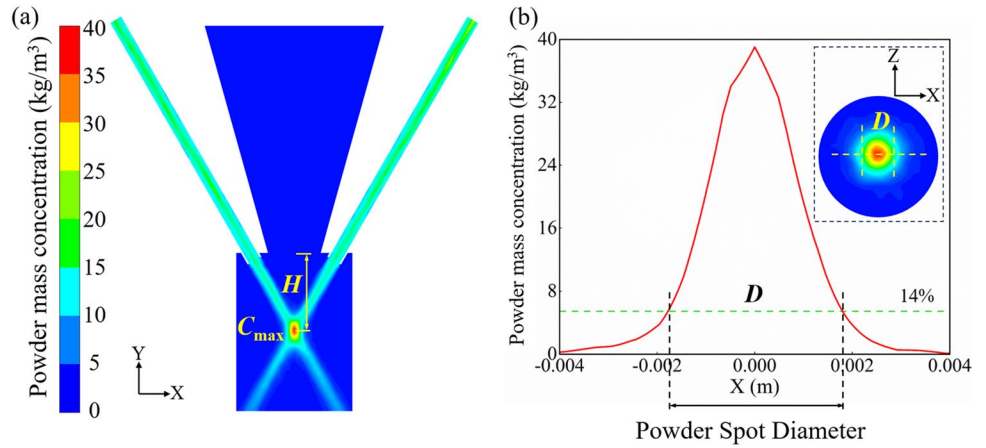 (a)
Powder mass concentration (kg/m³)
40
35
30
25
20
15
10
5
0
H
Cmax
Y
X
(b)
Powder mass concentration (kg/m³)
40
32
24
16
8
0
Z
X
D
D
14%
-0.004
-0.002
0.000
0.002
0.004
X (m)
Powder Spot Diameter